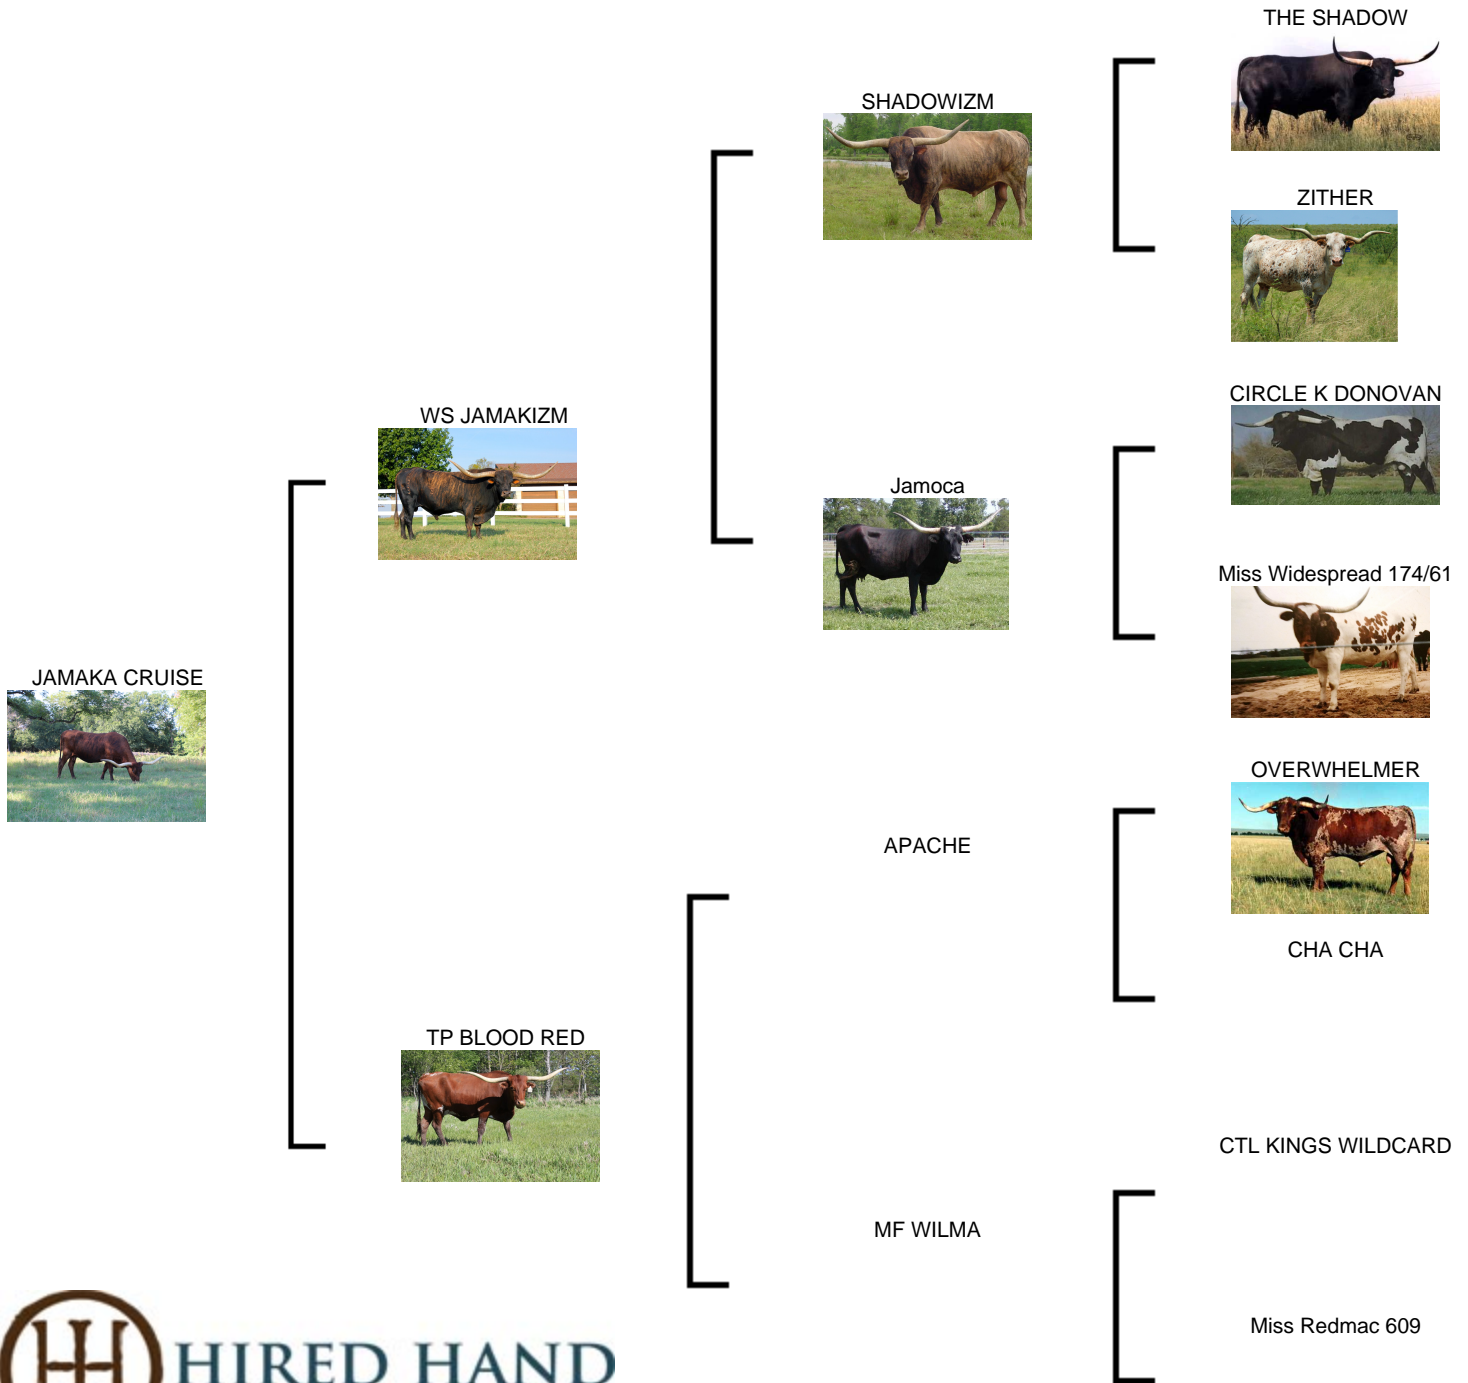 THE SHADOW
SHADOWIZM
ZITHER
CIRCLE K DONOVAN
WS JAMAKIZM
Jamoca
Miss Widespread 174/61
JAMAKA CRUISE
OVERWHELMER
APACHE
CHA CHA
TP BLOOD RED
CTL KINGS WILDCARD
MF WILMA
Miss Redmac 609
HIRED HAND